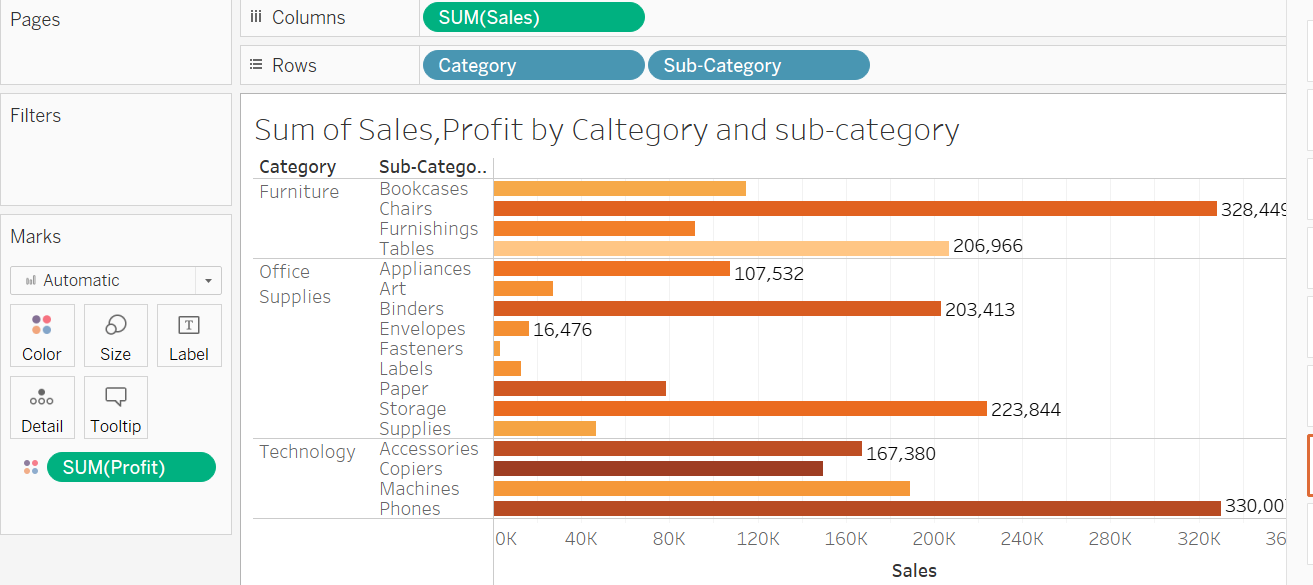 Pages
iii Columns
SUM(Sales)
Rows
Category
Sub-Category
Filters
Marks
Automatic
Color
Size
T
Label
Detail
Tooltip
SUM(Profit)
Sum of Sales,Profit by Caltegory and sub-category
Category
Sub-Catego..
Furniture
Bookcases
Chairs
328,449
Furnishings
Tables
206,966
Office
Supplies
Appliances
107,532
Art
Binders
203,413
Envelopes
16,476
Fasteners
Labels
Paper
Storage
223,844
Supplies
Technology
Accessories
167,380
Copiers
Machines
Phones
330,007
0K 40K 80K 120K 160K 200K 240K 280K 320K 36
Sales